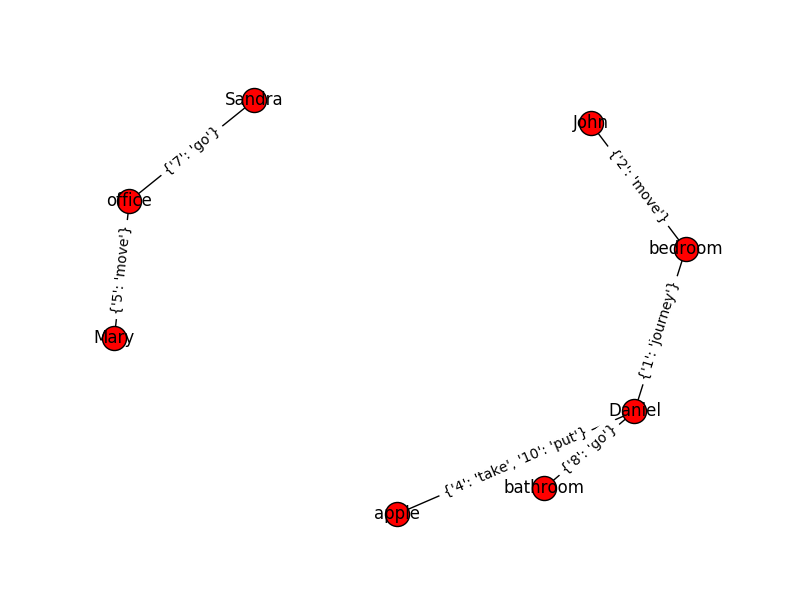 Sandra
John
{'7': 'go'}
{'2': 'move'}
office
bedroom
{'5': 'move'}
{'1': 'journey'}
Mary
Daniel
{'4': 'take', '10': 'put'}
{'8': 'go'}
bathroom
apple